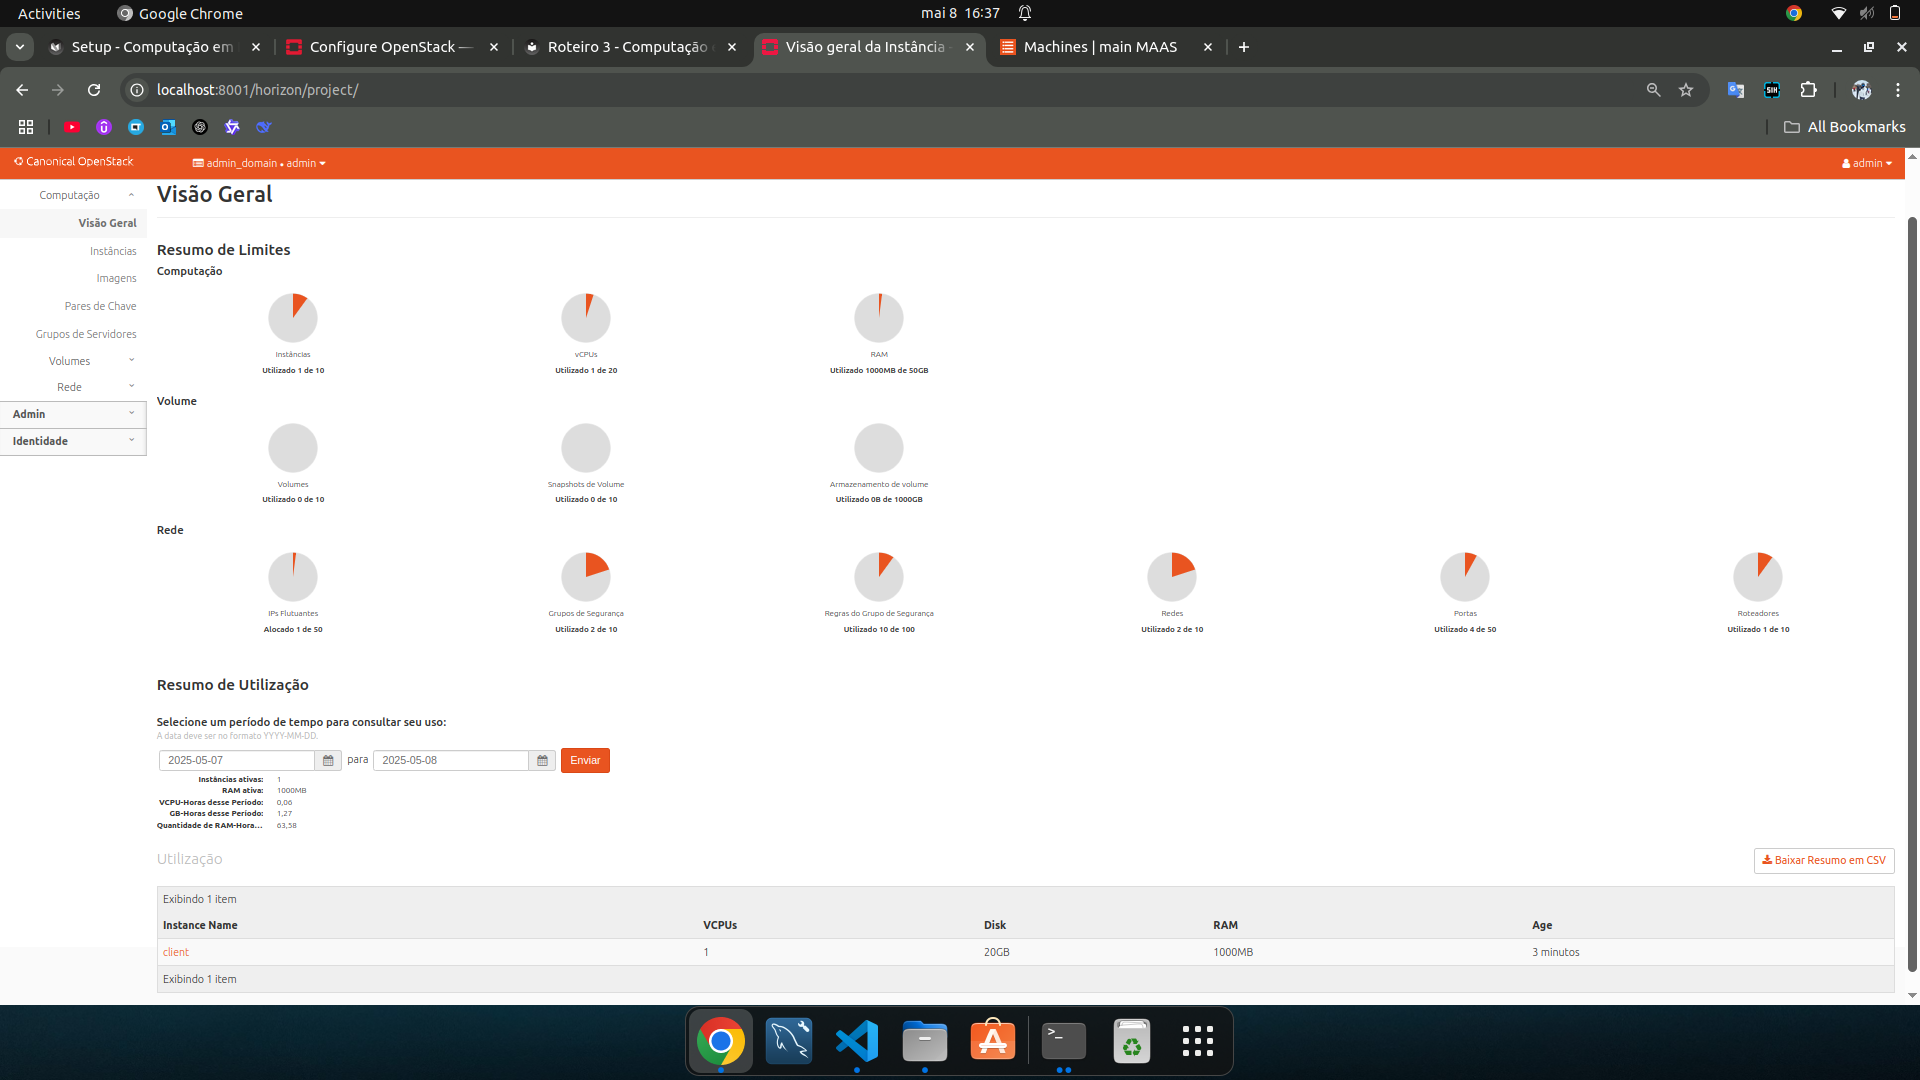 Activities
Google Chrome
mai 8 16:37
Setup - Computação em
Configure OpenStack —
Roteiro 3 - Computação
Visão geral da Instância
Machines | main MAAS
localhost:8001/horizon/project/
All Bookmarks
Canonical OpenStack
admin_domain • admin
admin
Computação
Visão Geral
Instâncias
Imagens
Pares de Chave
Grupos de Servidores
Volumes
Rede
Admin
Identidade
Visão Geral
Resumo de Limites
Computação
Instâncias
Utilizado 1 de 10
vCPUs
Utilizado 1 de 20
RAM
Utilizado 1000MB de 50GB
Volume
Volumes
Utilizado 0 de 10
Snapshots de Volume
Utilizado 0 de 10
Armazenamento de volume
Utilizado 0B de 1000GB
Rede
IPs Flutuantes
Alocado 1 de 50
Grupos de Segurança
Utilizado 2 de 10
Regras do Grupo de Segurança
Utilizado 10 de 100
Redes
Utilizado 2 de 10
Portas
Utilizado 4 de 50
Roteadores
Utilizado 1 de 10
Resumo de Utilização
Selecione um período de tempo para consultar seu uso:
A data deve ser no formato YYYY-MM-DD.
2025-05-07 para 2025-05-08 Enviar
Instâncias ativas: 1
RAM ativa: 1000MB
VCPU-Horas desse Período: 0,06
GB-Horas desse Período: 1,27
Quantidade de RAM-Hora... 63,58
Utilização
Baixar Resumo em CSV
Exibindo 1 item
Instance Name VCPUs Disk RAM Age
client 1 20GB 1000MB 3 minutos
Exibindo 1 item